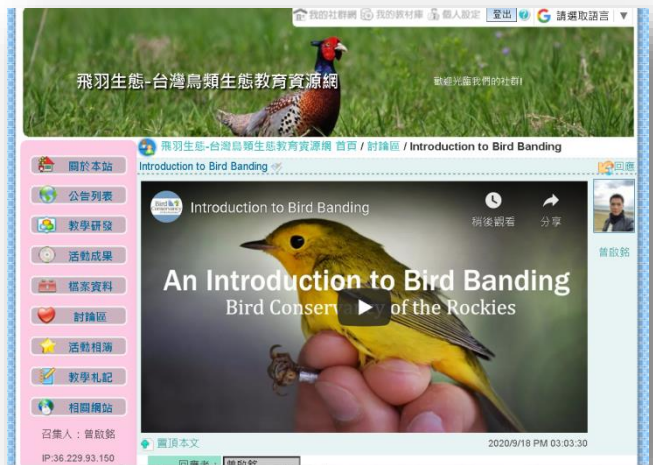 我的社群網 我的教材庫 個人設定 登出 請選取語言 ▼
飛羽生態-台灣鳥類生態教育資源網
歡迎光臨我們的社群!
飛羽生態-台灣鳥類生態教育資源網 首頁 / 討論區 / Introduction to Bird Banding
Introduction to Bird Banding
回應
關於本站
公告列表
教學研發
活動成果
檔案資料
討論區
活動相簿
教學札記
相關網站
召集人：曾啟銘
IP:36.229.93.150
Introduction to Bird Banding
稍後觀看
分享
An Introduction to Bird Banding
Bird Conservancy of the Rockies
曾啟銘
置頂本文
2020/9/18 PM 03:03:30
回應者： 曾啟銘